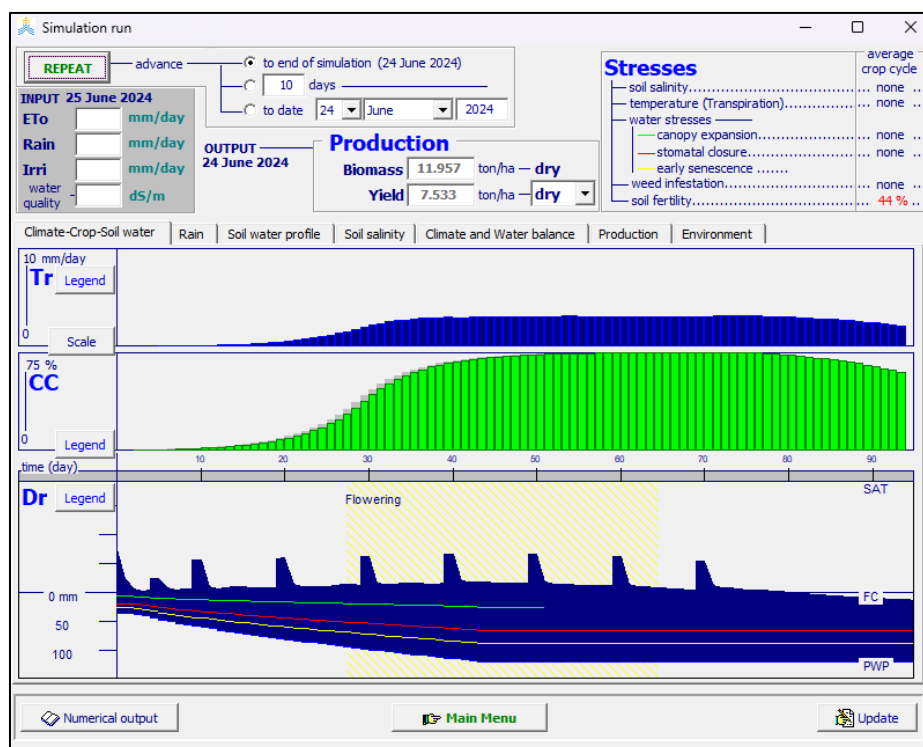 Simulation run
REPEAT
advance
to end of simulation (24 June 2024)
10 days
to date 24 June 2024
INPUT 25 June 2024
ETo mm/day
Rain mm/day
Irri mm/day
water quality dS/m
OUTPUT
24 June 2024
Production
Biomass 11.957 ton/ha dry
Yield 7.533 ton/ha dry
Stresses
average
crop cycle
soil salinity........ none ..
temperature (Transpiration)........ none ..
water stresses
canopy expansion........ none ..
stomatal closure........ none ..
early senescence .......
weed infestation........ none ..
soil fertility........ 44 % ..
Climate-Crop-Soil water Rain Soil water profile Soil salinity Climate and Water balance Production Environment
10 mm/day
Tr Legend
0
Scale
75 %
CC
0
Legend
time (day) 10 20 30 40 50 60 70 80 90
Dr Legend
Flowering
SAT
0 mm
FC
50
100
PWP
Numerical output Main Menu Update